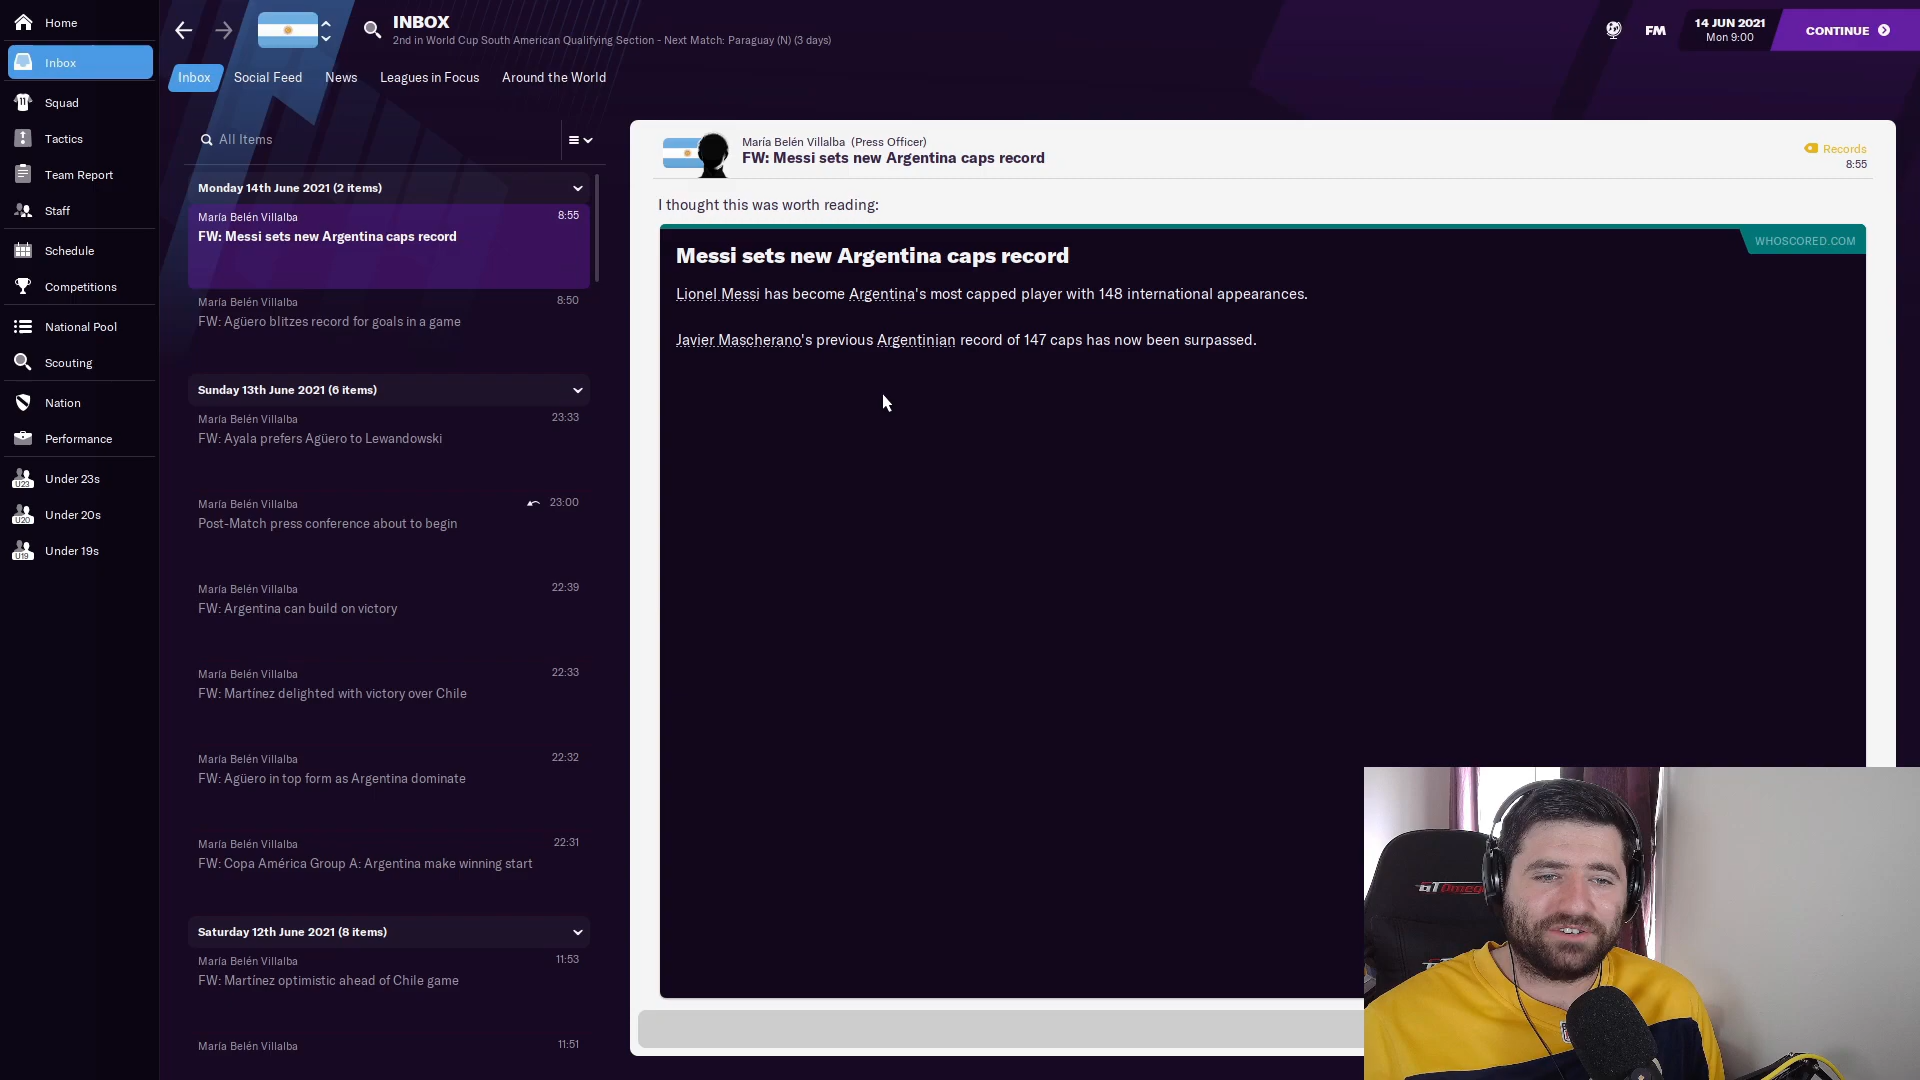 Home
Inbox
Squad
Tactics
Team Report
Staff
Schedule
Competitions
National Pool
Scouting
Nation
Performance
U23
Under 23s
U20
Under 20s
U19
Under 19s
INBOX
2nd in World Cup South American Qualifying Section - Next Match: Paraguay (N) (3 days)
FM
14 JUN 2021
Mon 9:00
CONTINUE
Inbox
Social Feed
News
Leagues in Focus
Around the World
All Items
Monday 14th June 2021 (2 items)
María Belén Villalba 8:55
FW: Messi sets new Argentina caps record
María Belén Villalba 8:50
FW: Agüero blitzes record for goals in a game
Sunday 13th June 2021 (6 items)
María Belén Villalba 23:33
FW: Ayala prefers Agüero to Lewandowski
María Belén Villalba 23:00
Post-Match press conference about to begin
María Belén Villalba 22:39
FW: Argentina can build on victory
María Belén Villalba 22:33
FW: Martínez delighted with victory over Chile
María Belén Villalba 22:32
FW: Agüero in top form as Argentina dominate
María Belén Villalba 22:31
FW: Copa América Group A: Argentina make winning start
Saturday 12th June 2021 (8 items)
María Belén Villalba 11:53
FW: Martínez optimistic ahead of Chile game
María Belén Villalba 11:51
María Belén Villalba (Press Officer)
FW: Messi sets new Argentina caps record
Records
8:55
I thought this was worth reading:
WHOSCORED.COM
Messi sets new Argentina caps record
Lionel Messi has become Argentina's most capped player with 148 international appearances.
Javier Mascherano's previous Argentinian record of 147 caps has now been surpassed.
GTOmega